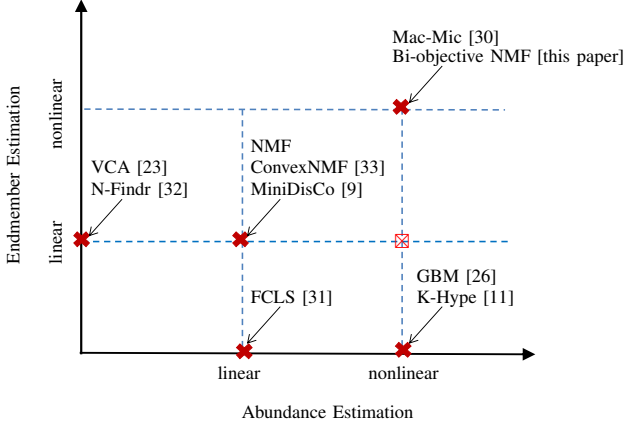 Mac-Mic [30]
Bi-objective NMF [this paper]
nonlinear
NMF
ConvexNMF [33]
MiniDisCo [9]
VCA [23]
N-Findr [32]
Endmember Estimation
linear
GBM [26]
K-Hype [11]
FCLS [31]
linear
nonlinear
Abundance Estimation